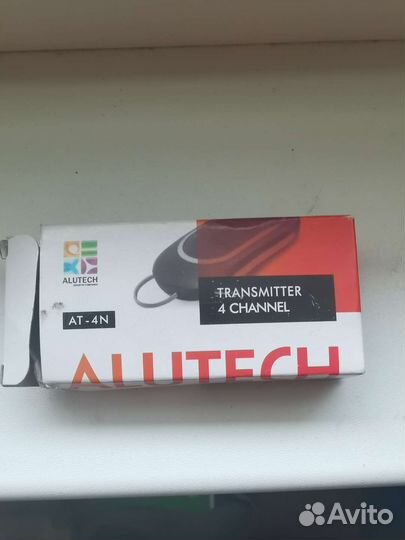 ALUTECH
TRANSMITTER
4 CHANNEL
AT-4N
ALUTECH
Avito